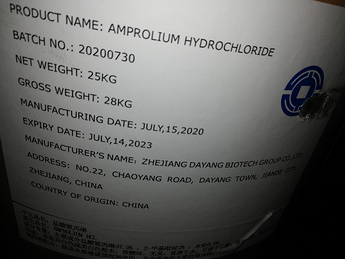 PRODUCT NAME: AMPROLIUM HYDROCHLORIDE
BATCH NO.: 20200730
NET WEIGHT: 25KG
GROSS WEIGHT: 28KG
MANUFACTURING DATE: JULY,15,2020
EXPIRY DATE: JULY,14,2023
MANUFACTURER'S NAME: ZHEJIANG DAYANG BIOTECH GROUP CO.,LTD
ADDRESS: NO.22, CHAOYANG ROAD, DAYANG TOWN, JIANDE CITY,
ZHEJIANG, CHINA
COUNTRY OF ORIGIN: CHINA